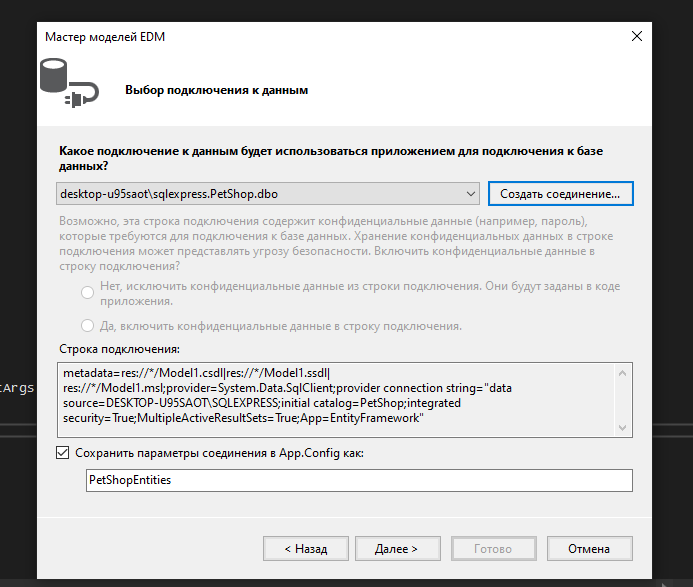 Мастер моделей EDM
Выбор подключения к данным
Какое подключение к данным будет использоваться приложением для подключения к базе
данных?
desktop-u95saot\sqlexpress.PetShop.dbo
Создать соединение...
Возможно, эта строка подключения содержит конфиденциальные данные (например, пароль),
которые требуются для подключения к базе данных. Хранение конфиденциальных данных в строке
подключения может представлять угрозу безопасности. Включить конфиденциальные данные в
строку подключения?
Нет, исключить конфиденциальные данные из строки подключения. Они будут заданы в коде
приложения.
Да, включить конфиденциальные данные в строку подключения.
Строка подключения:
metadata=res://*/Model1.csdl|res://*/Model1.ssdl|
res://*/Model1.msl;provider=System.Data.SqlClient;provider connection string="data
tArgs
source=DESKTOP-U95SAOT\SQLEXPRESS;initial catalog=PetShop;integrated
security=True;MultipleActiveResultSets=True;App=EntityFramework"
Сохранить параметры соединения в App.Config как:
PetShopEntities
< Назад
Далее >
Готово
Отмена